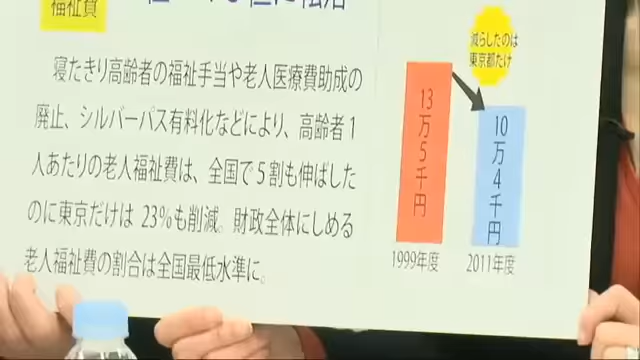 福祉費
減らしたのは
東京都だけ
寝たきり高齢者の福祉手当や老人医療費助成の
廃止、シルバーパス有料化などにより、高齢者1
人あたりの老人福祉費は、全国で5割も伸ばした
のに東京だけは 23%も削減。財政全体にしめる
老人福祉費の割合は全国最低水準に。
13万5千円
10万4千円
1999年度
2011年度